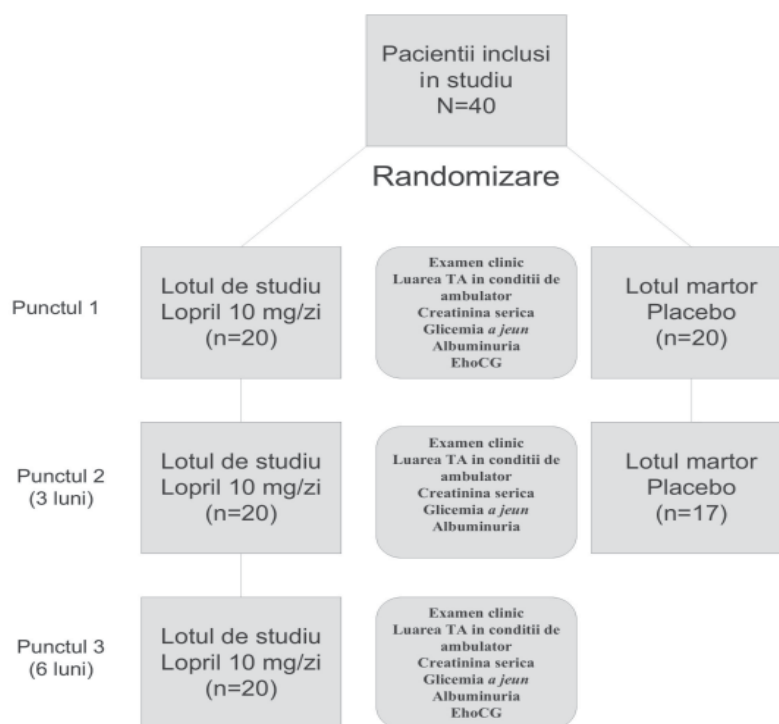 Pacientii inclusi
in studiu
N=40
Randomizare
Punctul 1
Lotul de studiu
Lopril 10 mg/zi
(n=20)
Examen clinic
Luarea TA in conditii de
ambulator
Creatinina serica
Glicemia a jeun
Albuminuria
EhoCG
Lotul martor
Placebo
(n=20)
Punctul 2
(3 luni)
Lotul de studiu
Lopril 10 mg/zi
(n=20)
Examen clinic
Luarea TA in conditii de
ambulator
Creatinina serica
Glicemia a jeun
Albuminuria
Lotul martor
Placebo
(n=17)
Punctul 3
(6 luni)
Lotul de studiu
Lopril 10 mg/zi
(n=20)
Examen clinic
Luarea TA in conditii de
ambulator
Creatinina serica
Glicemia a jeun
Albuminuria
EhoCG